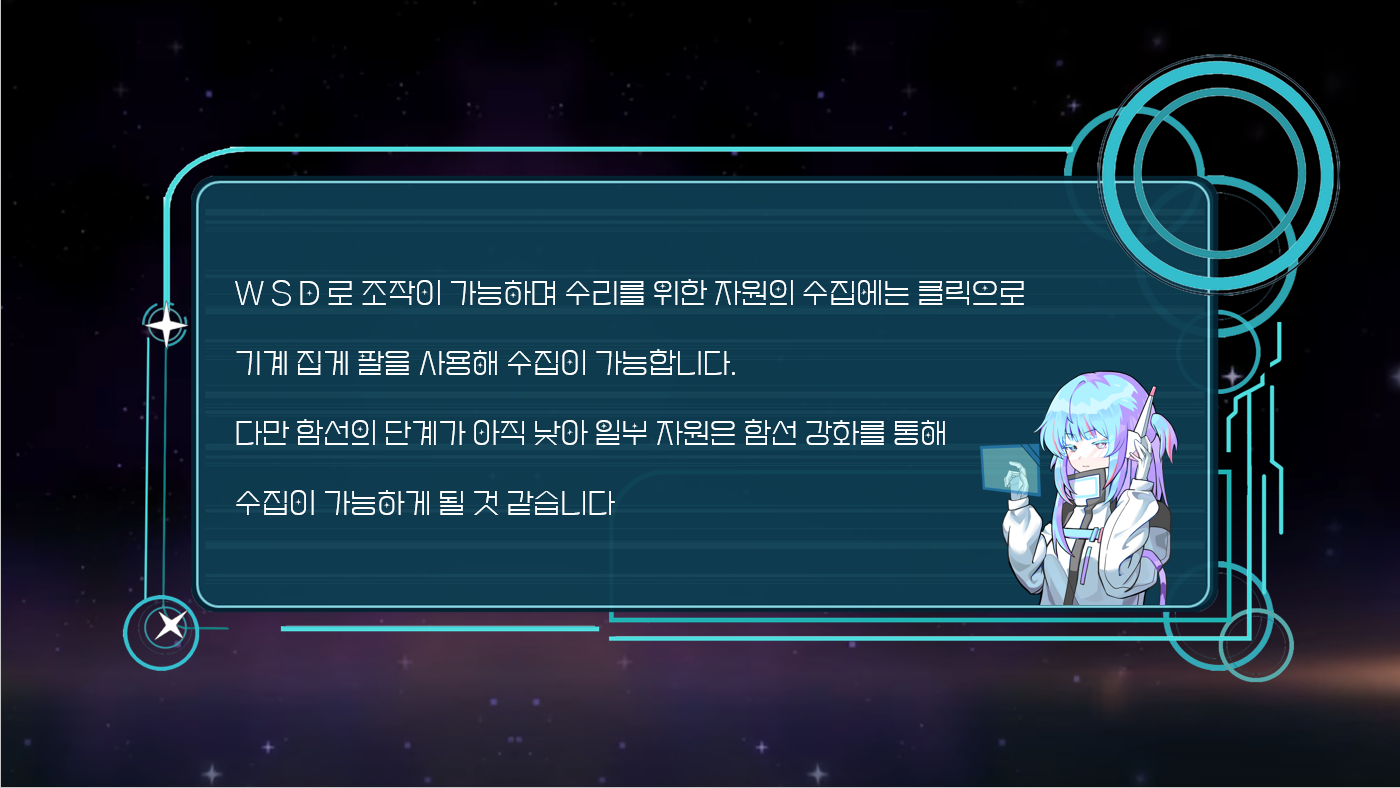 W S D 로 조작이 가능하며 수리를 위한 자원의 수집에는 클릭으로
기계 집게 팔을 사용해 수집이 가능합니다.
다만 함선의 단계가 아직 낮아 일부 자원은 함선 강화를 통해
수집이 가능하게 될 것 같습니다